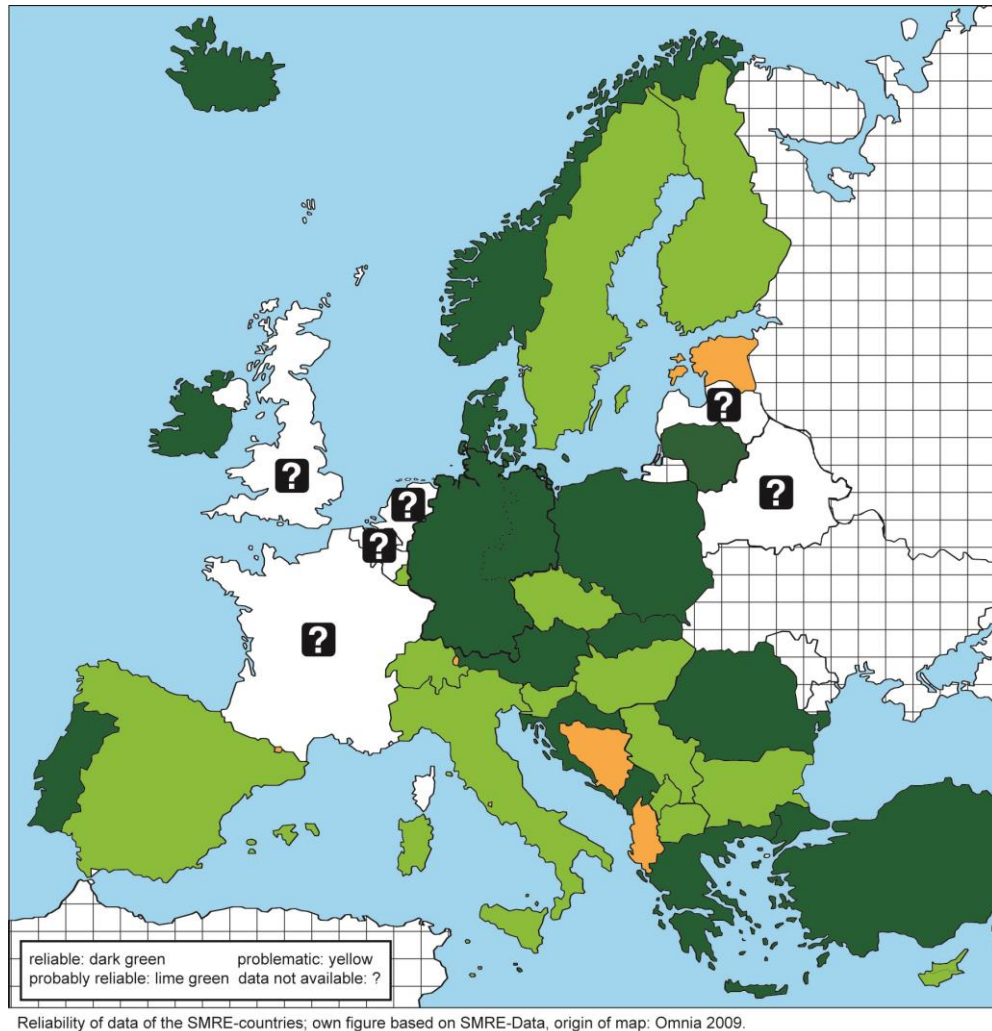 ?
?
?
?
?
?
reliable: dark green problematic: yellow
probably reliable: lime green data not available: ?
Reliability of data of the SMRE-countries; own figure based on SMRE-Data, origin of map: Omnia 2009.